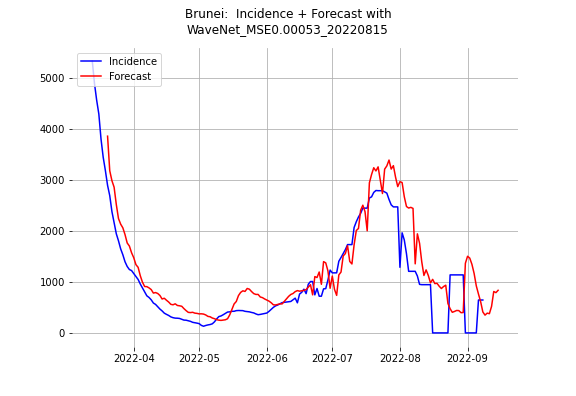 Brunei:  Incidence + Forecast with
WaveNet_MSE0.00053_20220815
Incidence
Forecast
5000
4000
3000
2000
1000
0
2022-04 2022-05 2022-06 2022-07 2022-08 2022-09